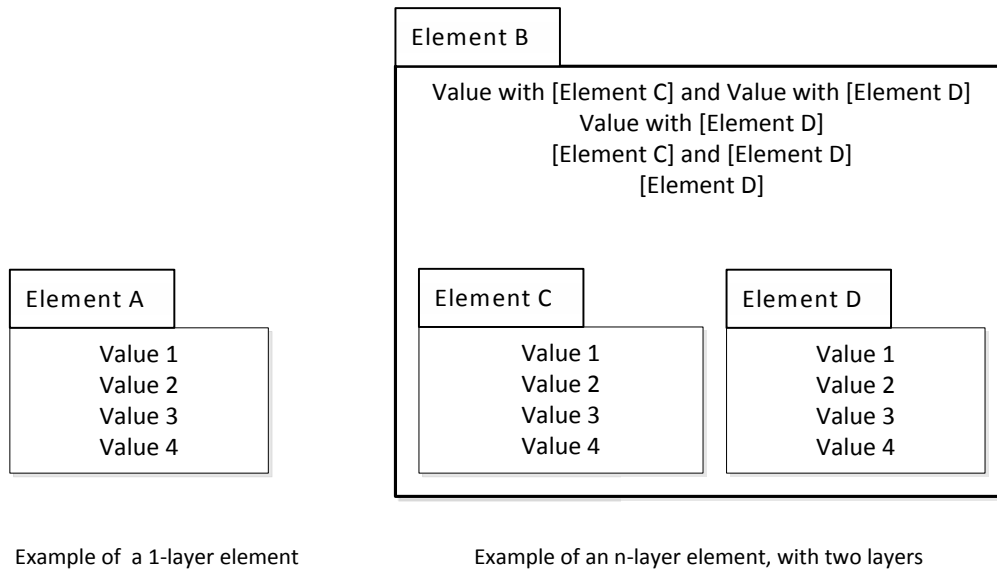 Element B
Value with [Element C] and Value with [Element D]
Value with [Element D]
[Element C] and [Element D]
[Element D]
Element A
Value 1
Value 2
Value 3
Value 4
Element C
Value 1
Value 2
Value 3
Value 4
Element D
Value 1
Value 2
Value 3
Value 4
Example of a 1-layer element
Example of an n-layer element, with two layers